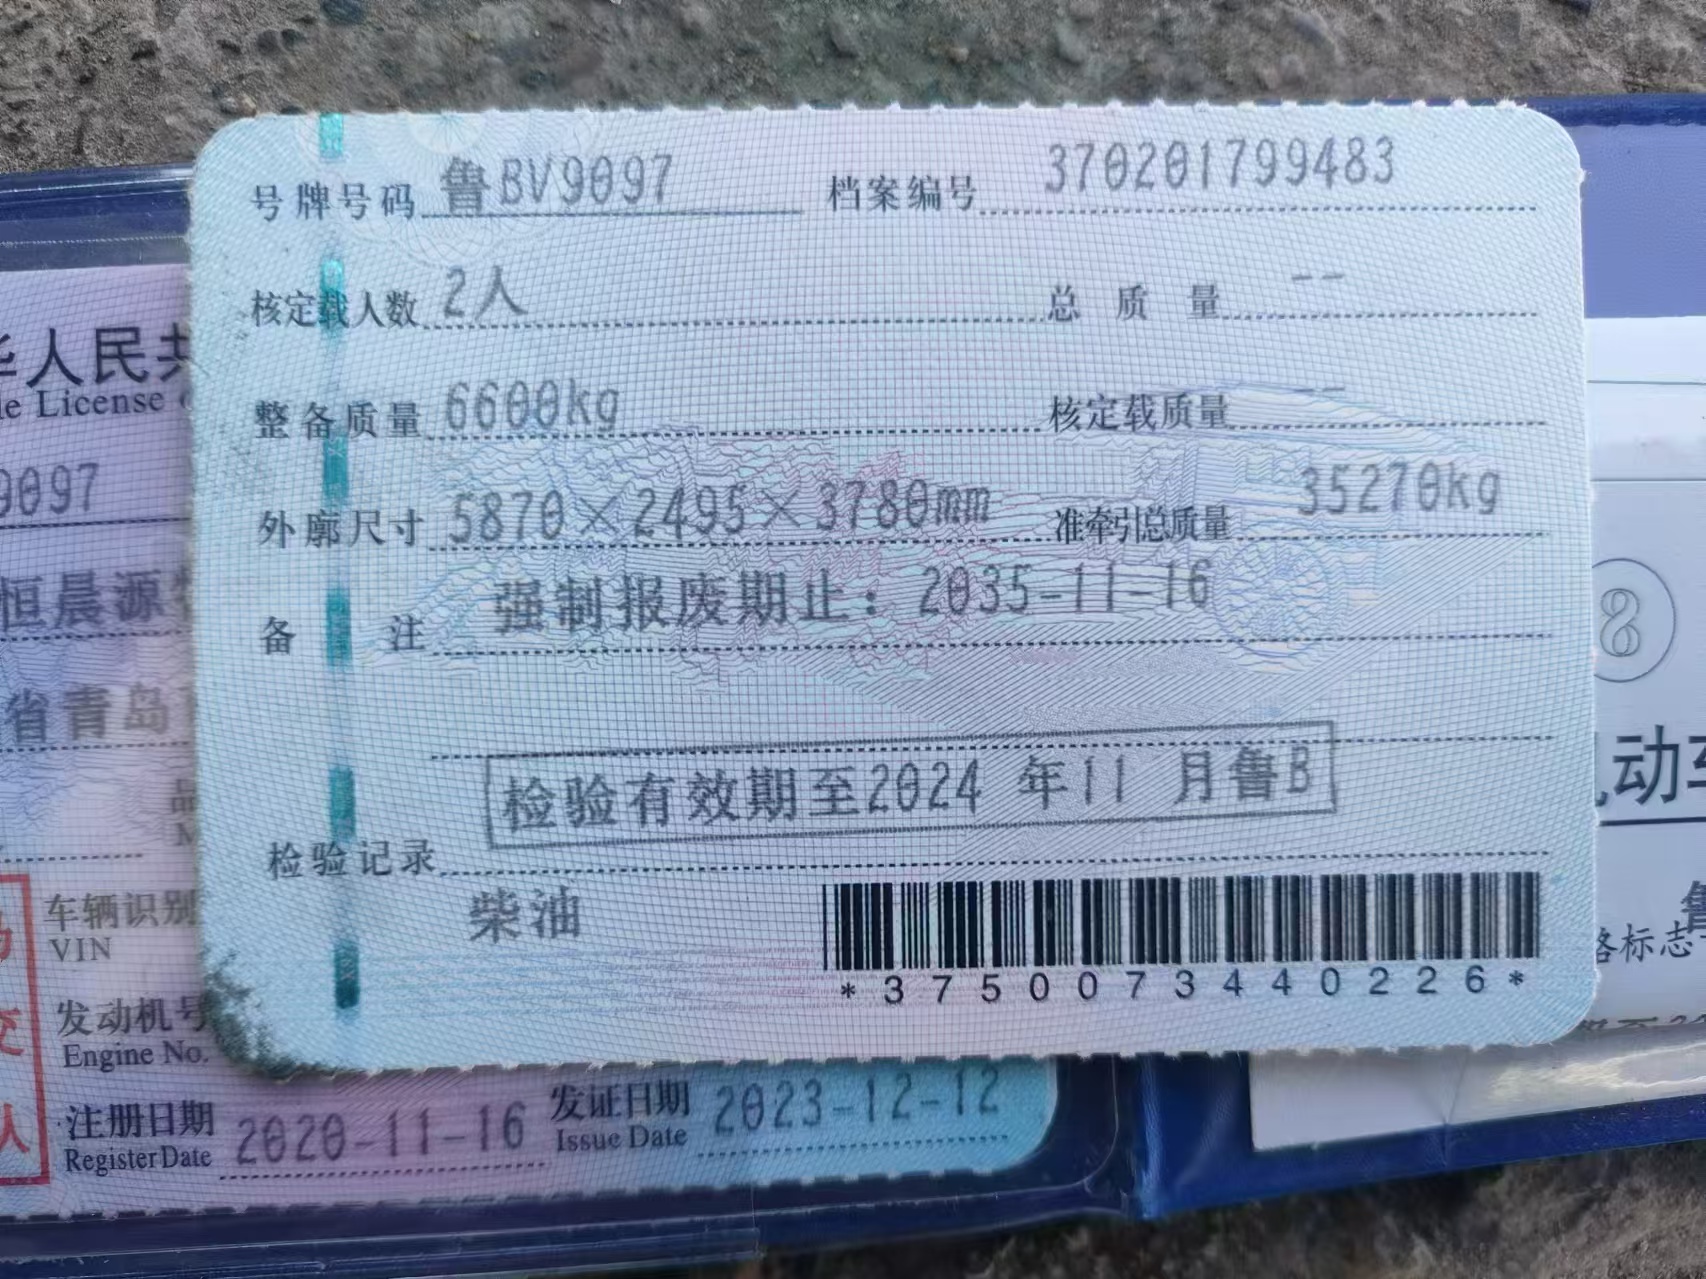 号牌号码 鲁BV9097 档案编号 370201799483
核定载人数 2人 总质量 --
整备质量 6600kg 核定载质量 --
外廓尺寸 5870×2495×3780mm 准牵引总质量 35270kg
备注 强制报废期止：2035-11-16
检验有效期至2024 年11 月鲁B
检验记录
柴油
*3750073440226*
华人民共
le License
9097
恒晨源
省青岛
车辆识别
VIN
发动机号
Engine No.
注册日期 2020-11-16 发证日期 2023-12-12
Register Date Issue Date
8
动车
格标志